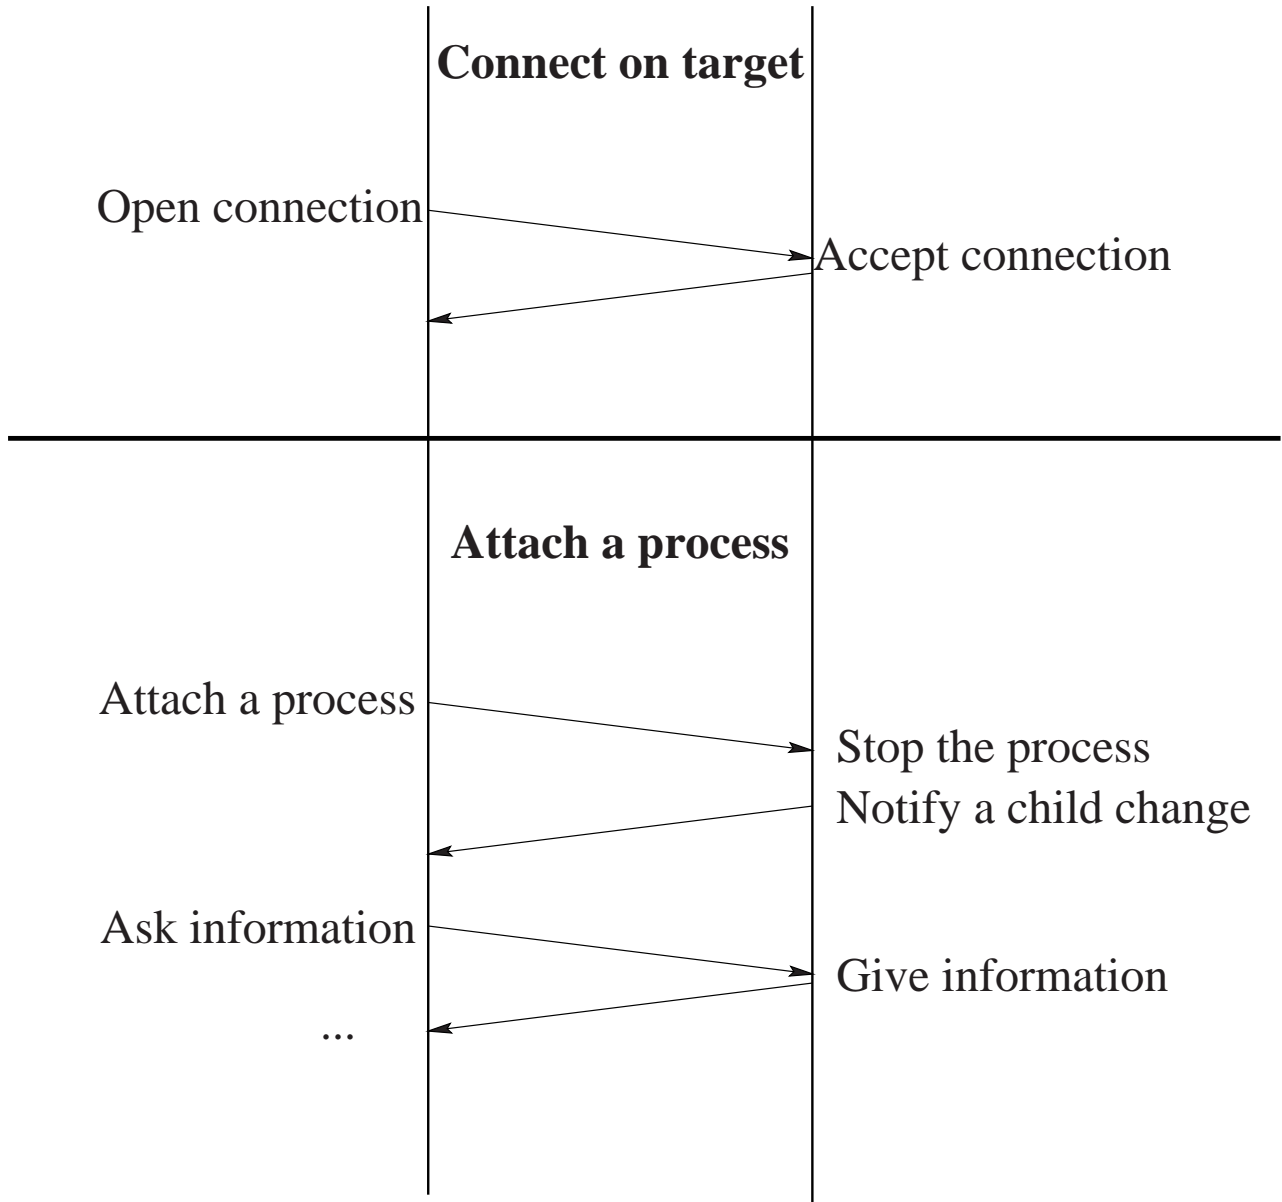 Connect on target
Open connection
Accept connection
Attach a process
Attach a process
Stop the process
Notify a child change
Ask information
Give information
...